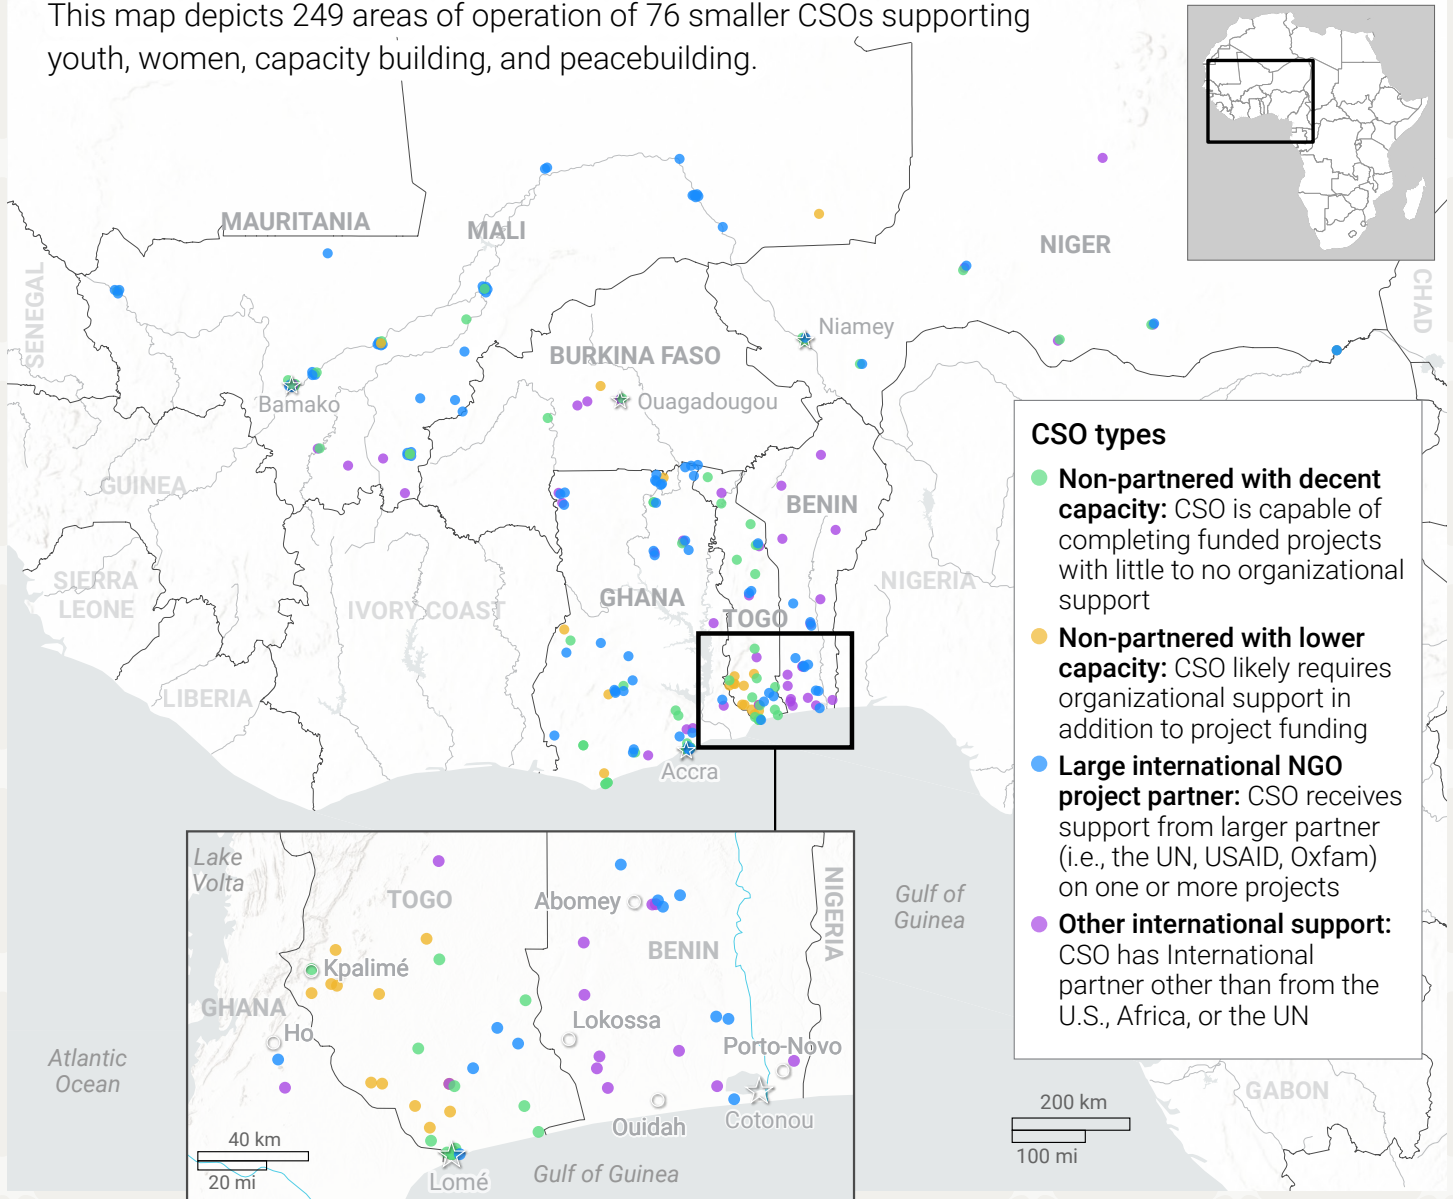 This map depicts 249 areas of operation of 76 smaller CSOs supporting
youth, women, capacity building, and peacebuilding.
MAURITANIA
MALI
NIGER
SENEGAL
CHAD
Niamey
BURKINA FASO
Ouagadougou
Bamako
GUINEA
BENIN
SIERRA
LEONE
IVORY COAST
GHANA
TOGO
NIGERIA
LIBERIA
Accra
CSO types
Non-partnered with decent
capacity: CSO is capable of
completing funded projects
with little to no organizational
support
Non-partnered with lower
capacity: CSO likely requires
organizational support in
addition to project funding
Large international NGO
project partner: CSO receives
support from larger partner
(i.e., the UN, USAID, Oxfam)
on one or more projects
Other international support:
CSO has International
partner other than from the
U.S., Africa, or the UN
Lake
Volta
TOGO
Abomey
BENIN
NIGERIA
Kpalimé
GHANA
Ho
Lokossa
Porto-Novo
Ouidah
Cotonou
Lomé
Gulf of Guinea
40 km
20 mi
Gulf of
Guinea
Atlantic
Ocean
200 km
100 mi
GABON